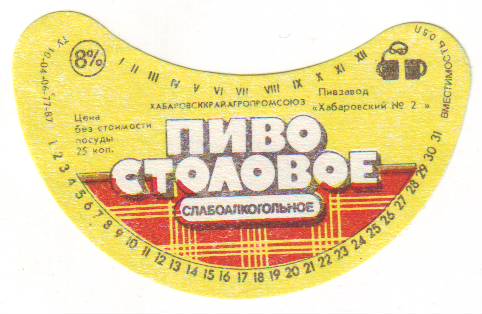 8%
I II III IV V VI VII VIII IX X XI XII
ТУ 10-04-06-77-87
ХАБАРОВСККРАЙАГРОПРОМСОЮЗ
Пивзавод
«Хабаровский № 2»
ВМЕСТИМОСТЬ 0,5Л
Цена
без стоимости
посуды
25 коп.
ПИВО
СТОЛОВОЕ
СЛАБОАЛКОГОЛЬНОЕ
1 2 3 4 5 6 7 8 9 10 11 12 13 14 15 16 17 18 19 20 21 22 23 24 25 26 27 28 29 30 31